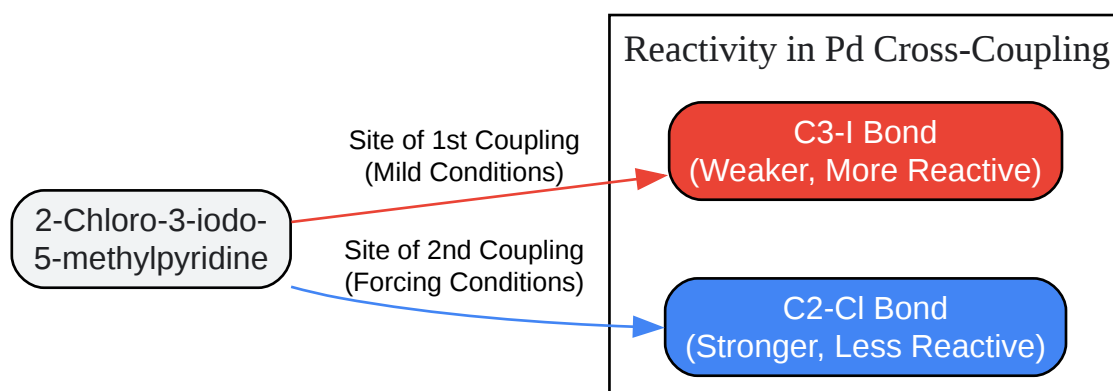 Reactivity in Pd Cross-Coupling
2-Chloro-3-iodo-
5-methylpyridine
Site of 1st Coupling
(Mild Conditions)
C3-I Bond
(Weaker, More Reactive)
Site of 2nd Coupling
(Forcing Conditions)
C2-Cl Bond
(Stronger, Less Reactive)